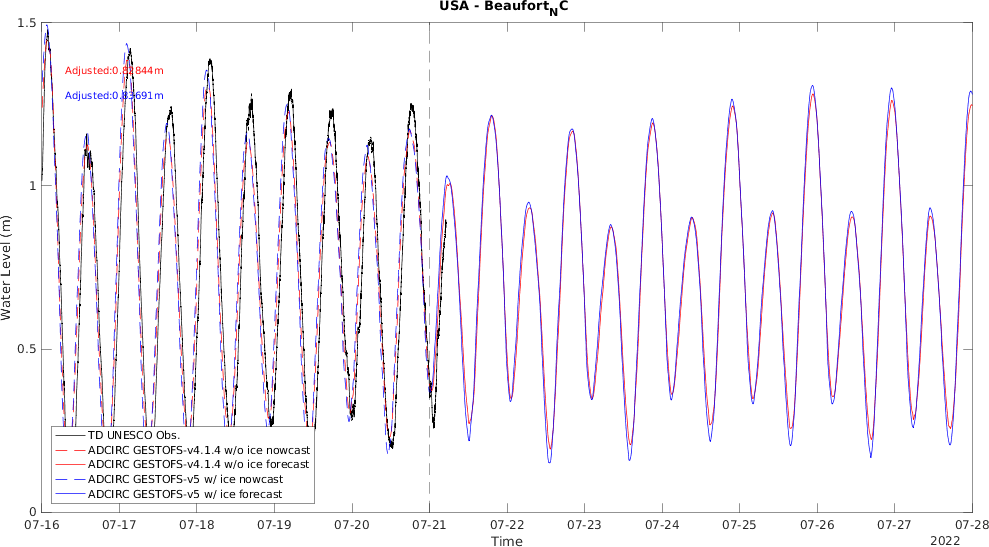 USA - Beaufort_NC
1.5
Adjusted:0.82844m
Adjusted:0.83691m
1
Water Level (m)
0.5
TD UNESCO Obs.
ADCIRC GESTOFS-v4.1.4 w/o ice nowcast
ADCIRC GESTOFS-v4.1.4 w/o ice forecast
ADCIRC GESTOFS-v5 w/ ice nowcast
ADCIRC GESTOFS-v5 w/ ice forecast
0
07-16 07-17 07-18 07-19 07-20 07-21 07-22 07-23 07-24 07-25 07-26 07-27 07-28
Time
2022